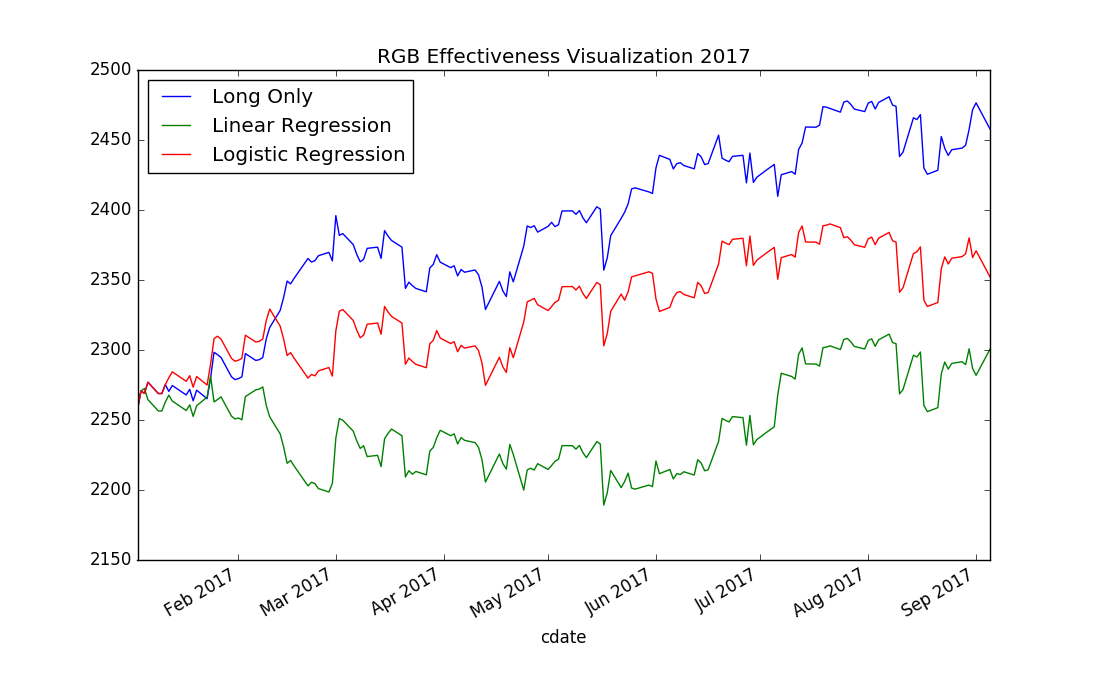 RGB Effectiveness Visualization 2017
2500
2450
2400
2350
2300
2250
2200
2150
Long Only
Linear Regression
Logistic Regression
Feb 2017
Mar 2017
Apr 2017
May 2017
Jun 2017
Jul 2017
Aug 2017
Sep 2017
cdate